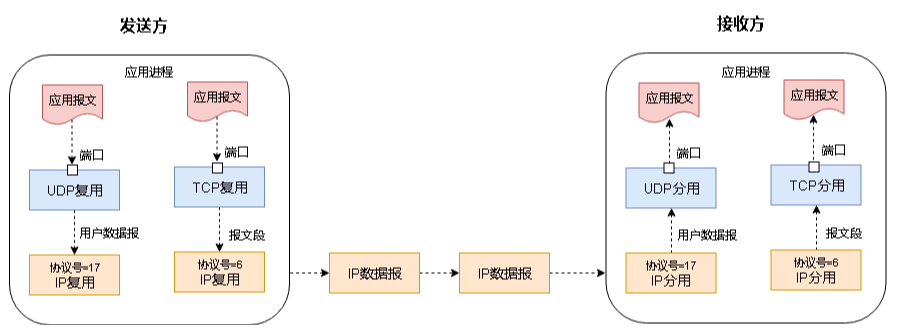 发送方
应用进程
应用报文
应用报文
端口
端口
UDP复用
TCP复用
用户数据报
报文段
协议号=17
IP复用
协议号=6
IP复用
IP数据报
IP数据报
接收方
应用进程
应用报文
应用报文
端口
端口
UDP分用
TCP分用
用户数据报
报文段
协议号=17
IP分用
协议号=6
IP分用